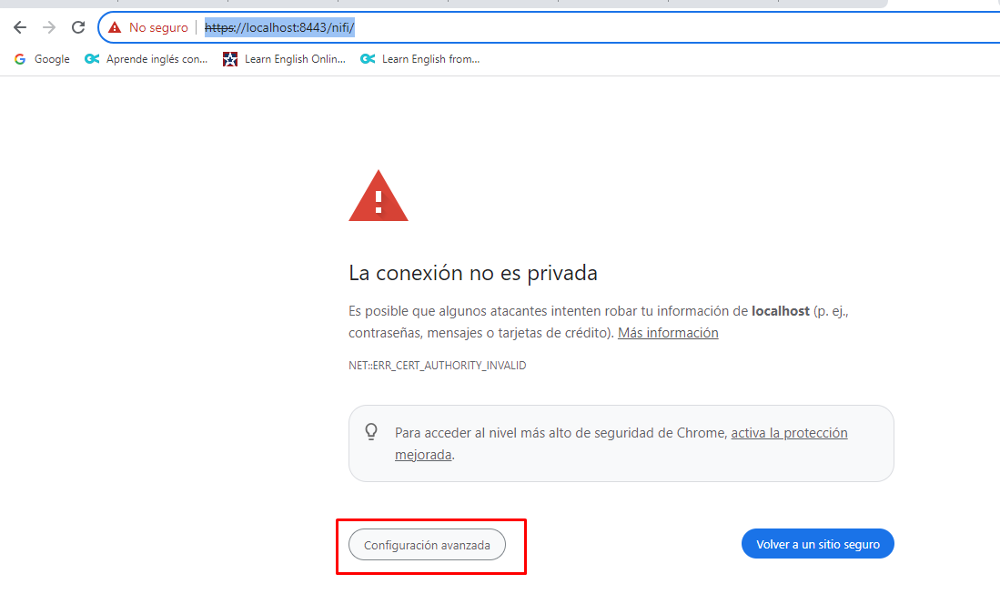 No seguro https://localhost:8443/nifi/
Google Aprende inglés con... Learn English Onlin... Learn English from...
La conexión no es privada
Es posible que algunos atacantes intenten robar tu información de localhost (p. ej.,
contraseñas, mensajes o tarjetas de crédito). Más información
NET::ERR_CERT_AUTHORITY_INVALID
Para acceder al nivel más alto de seguridad de Chrome, activa la protección
mejorada.
Configuración avanzada Volver a un sitio seguro